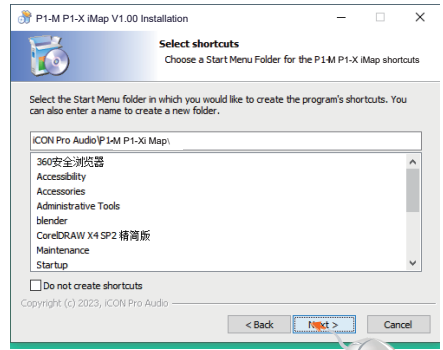 P1-M P1-X iMap V1.00 Installation
Select shortcuts
Choose a Start Menu Folder for the P1-M P1-X iMap shortcuts
Select the Start Menu folder in which you would like to create the program's shortcuts. You
can also enter a name to create a new folder.
iCON Pro Audio\P1-M P1-Xi Map\
360安全浏览器
Accessibility
Accessories
Administrative Tools
blender
CorelDRAW X4 SP2 精简版
Maintenance
Startup
Do not create shortcuts
Copyright (c) 2023, iCON Pro Audio
< Back
Next >
Cancel